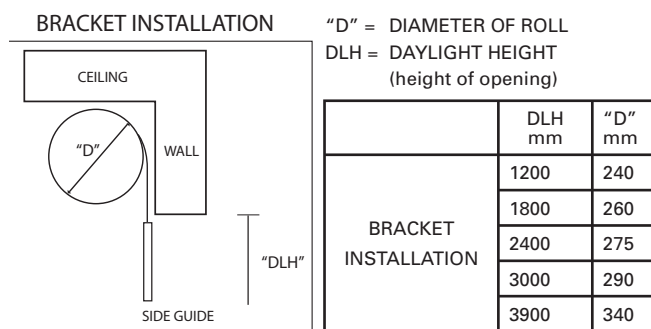 BRACKET INSTALLATION
CEILING
"D"
WALL
"DLH"
SIDE GUIDE
"D" = DIAMETER OF ROLL
DLH = DAYLIGHT HEIGHT
(height of opening)
DLH mm "D" mm
BRACKET INSTALLATION
1200 240
1800 260
2400 275
3000 290
3900 340